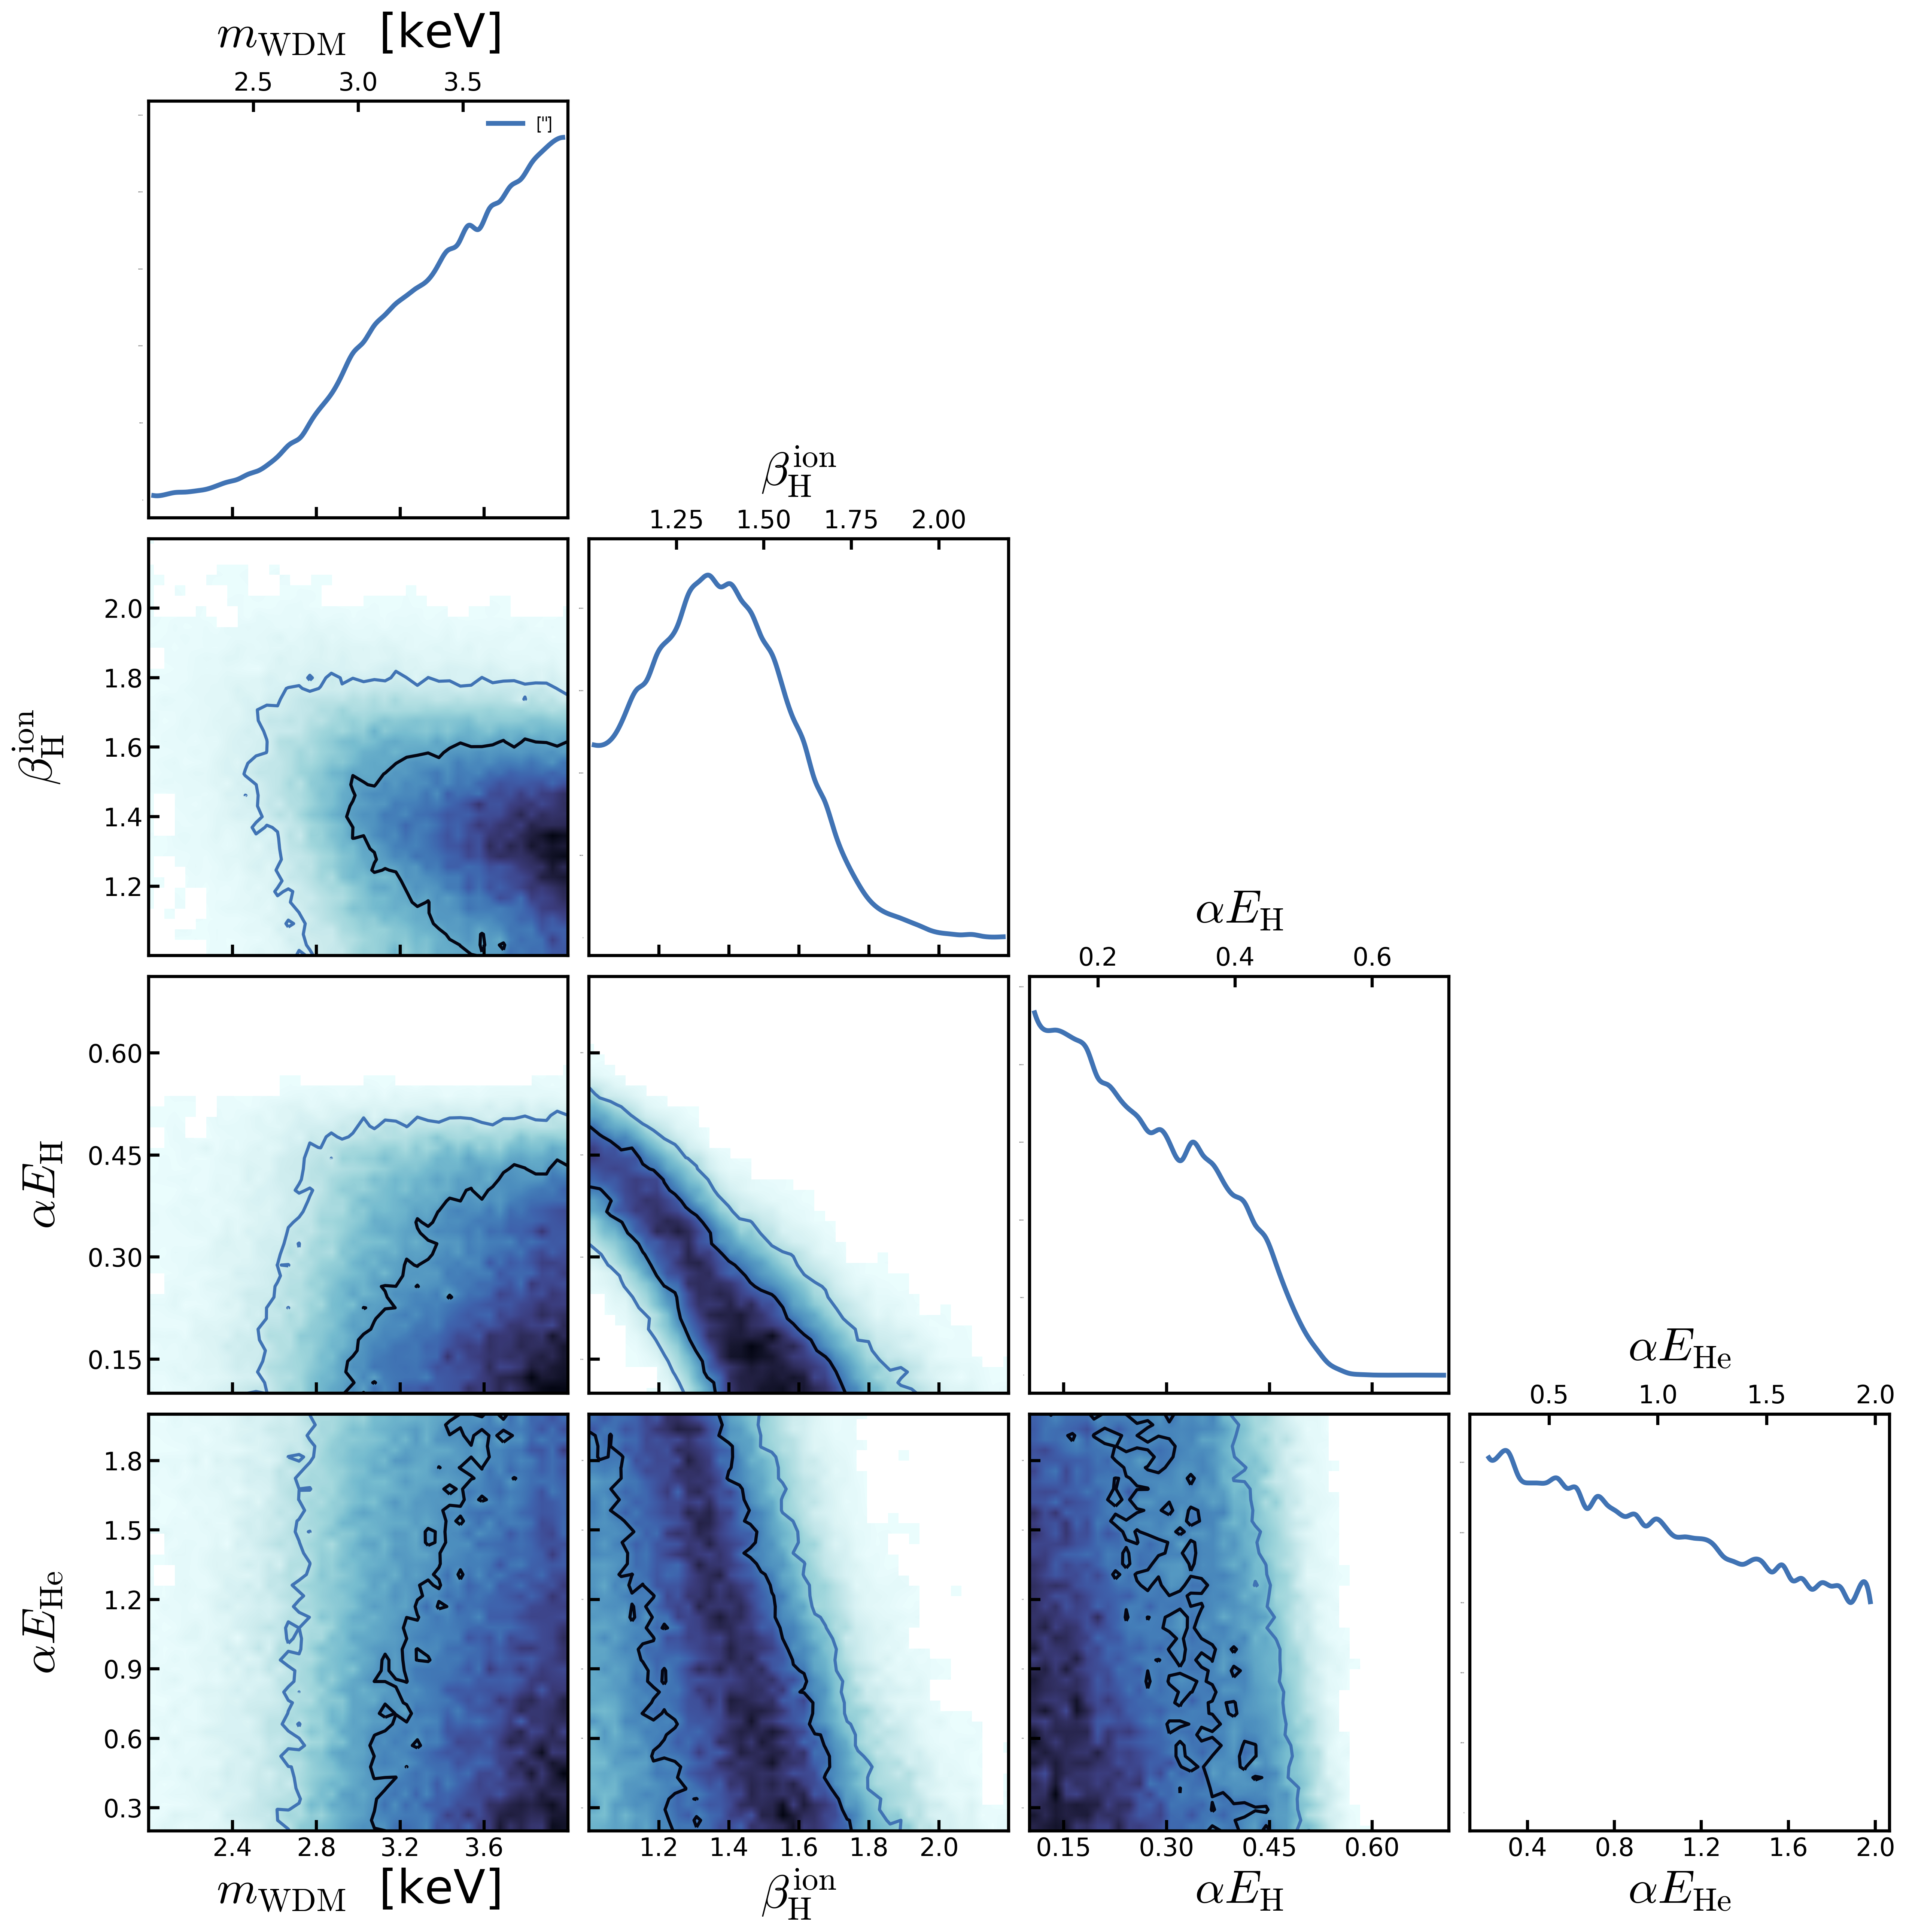 m_WDM [keV]
2.5 3.0 3.5
['']
β_H^ion
1.25 1.50 1.75 2.00
β_H^ion
2.0
1.8
1.6
1.4
1.2
αE_H
0.2 0.4 0.6
αE_H
0.60
0.45
0.30
0.15
αE_He
0.5 1.0 1.5 2.0
αE_He
1.8
1.5
1.2
0.9
0.6
0.3
2.4 2.8 3.2 3.6 1.2 1.4 1.6 1.8 2.0 0.15 0.30 0.45 0.60 0.4 0.8 1.2 1.6 2.0
m_WDM [keV] β_H^ion αE_H αE_He